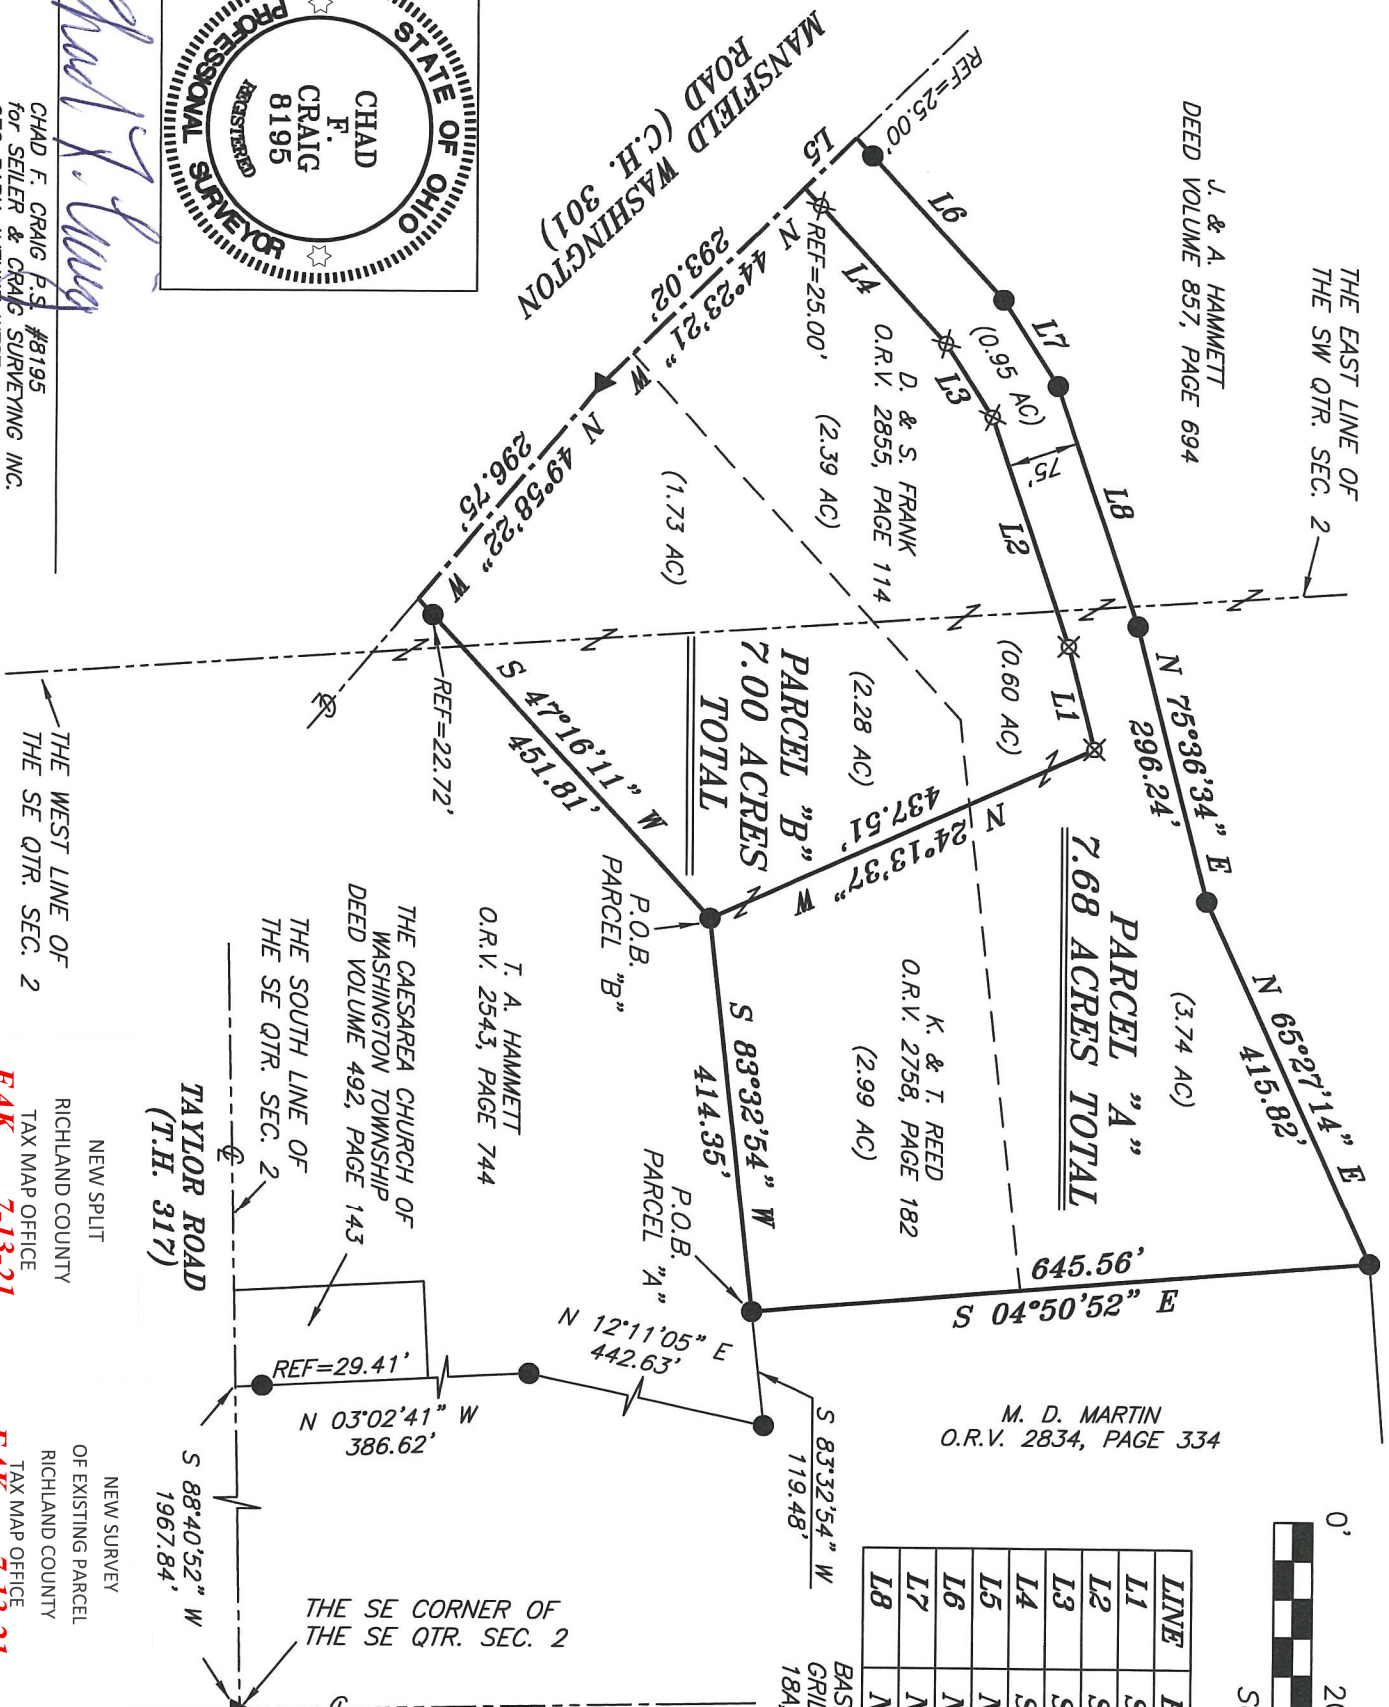 THE EAST LINE OF
THE SW QTR. SEC. 2
J. & A. HAMMETT
DEED VOLUME 857, PAGE 694
REF=25.00'
MANSFIELD WASHINGTON
ROAD (C.H. 301)
L5
L6
L7
(0.95 AC)
L8
75'
REF=25.00'
L4
L3
L2
L1
N 44°23'21" W
293.02'
N 49°58'22" W
296.75'
D. & S. FRANK
O.R.V. 2855, PAGE 114
(2.39 AC)
(1.73 AC)
(0.60 AC)
(2.28 AC)
PARCEL "B"
7.00 ACRES
TOTAL
N 75°36'34" E
296.24'
N 65°27'14" E
415.82'
(3.74 AC)
PARCEL "A"
7.68 ACRES TOTAL
N 24°13'37" W
437.51'
K. & T. REED
O.R.V. 2758, PAGE 182
(2.99 AC)
645.56'
S 04°50'52" E
S 47°16'11" W
451.81'
REF=22.72'
P.O.B.
PARCEL "B"
S 83°32'54" W
414.35'
P.O.B.
PARCEL "A"
T. A. HAMMETT
O.R.V. 2543, PAGE 744
THE CAESAREA CHURCH OF
WASHINGTON TOWNSHIP
DEED VOLUME 492, PAGE 143
THE SOUTH LINE OF
THE SE QTR. SEC. 2
THE WEST LINE OF
THE SE QTR. SEC. 2
TAYLOR ROAD
(T.H. 317)
N 12°11'05" E
442.63'
REF=29.41'
N 03°02'41" W
386.62'
S 83°32'54" W
119.48'
M. D. MARTIN
O.R.V. 2834, PAGE 334
S 88°40'52" W
1967.84'
THE SE CORNER OF
THE SE QTR. SEC. 2
0'
LINE
L1
L2
L3
L4
L5
L6
L7
L8
STATE OF OHIO
CHAD
F.
CRAIG
8195
REGISTERED
PROFESSIONAL SURVEYOR
Chad F. Craig
CHAD F. CRAIG P.S. #8195
for SEILER & CRAIG SURVEYING INC.
NEW SPLIT
RICHLAND COUNTY
TAX MAP OFFICE
EAK 7-13-21
NEW SURVEY
OF EXISTING PARCEL
RICHLAND COUNTY
TAX MAP OFFICE
EAK 7-13-21